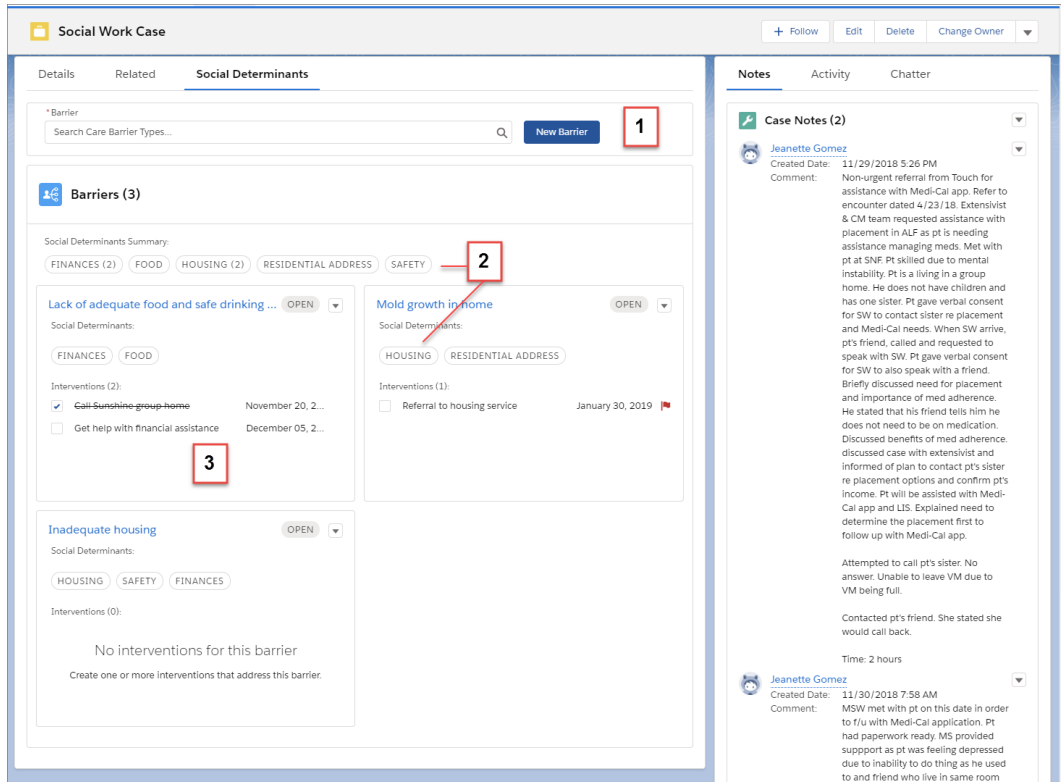 Social Work Case
+ Follow
Edit
Delete
Change Owner
Details
Related
Social Determinants
*Barrier
Search Care Barrier Types...
New Barrier
1
Barriers (3)
Social Determinants Summary:
FINANCES (2)
FOOD
HOUSING (2)
RESIDENTIAL ADDRESS
SAFETY
2
Lack of adequate food and safe drinking ...
OPEN
Social Determinants:
FINANCES
FOOD
Interventions (2):
Call Sunshine group home
November 20, 2...
Get help with financial assistance
December 05, 2...
3
Mold growth in home
OPEN
Social Determinants:
HOUSING
RESIDENTIAL ADDRESS
Interventions (1):
Referral to housing service
January 30, 2019
Inadequate housing
OPEN
Social Determinants:
HOUSING
SAFETY
FINANCES
Interventions (0):
No interventions for this barrier
Create one or more interventions that address this barrier.
Notes
Activity
Chatter
Case Notes (2)
Jeanette Gomez
Created Date: 11/29/2018 5:26 PM
Comment: Non-urgent referral from Touch for
assistance with Medi-Cal app. Refer to
encounter dated 4/23/18. Extensivist
& CM team requested assistance with
placement in ALF as pt is needing
assistance managing meds. Met with
pt at SNF. Pt skilled due to mental
instability. Pt is a living in a group
home. He does not have children and
has one sister. Pt gave verbal consent
for SW to contact sister re placement
and Medi-Cal needs. When SW arrive,
pt's friend, called and requested to
speak with SW. Pt gave verbal consent
for SW to also speak with a friend.
Briefly discussed need for placement
and importance of med adherence.
He stated that his friend tells him he
does not need to be on medication.
Discussed benefits of med adherence.
discussed case with extensivist and
informed of plan to contact pt's sister
re placement options and confirm pt's
income. Pt will be assisted with Medi-
Cal app and LIS. Explained need to
determine the placement first to
follow up with Medi-Cal app.
Attempted to call pt's sister. No
answer. Unable to leave VM due to
VM being full.
Contacted pt's friend. She stated she
would call back.
Time: 2 hours
Jeanette Gomez
Created Date: 11/30/2018 7:58 AM
Comment: MSW met with pt on this date in order
to f/u with Medi-Cal application. Pt
had paperwork ready. MS provided
suppport as pt was feeling depressed
due to inability to do thing as he used
to and friend who live in same room